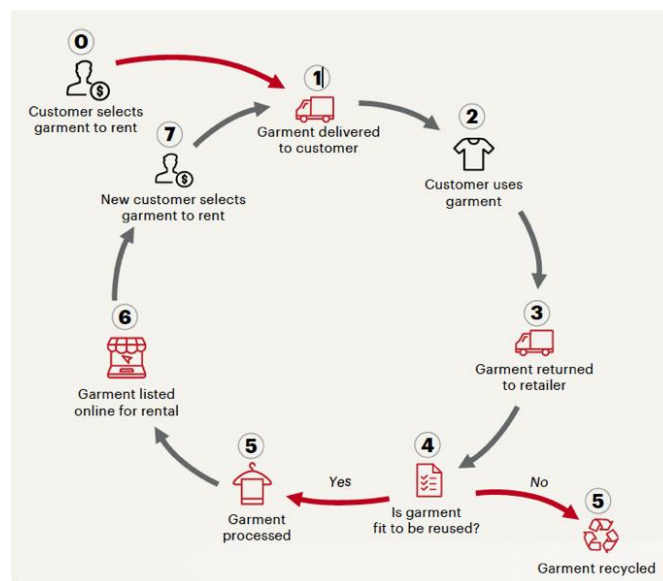 0
Customer selects
garment to rent
1
Garment delivered
to customer
2
Customer uses
garment
3
Garment returned
to retailer
4
Is garment
fit to be reused?
Yes
No
5
Garment
processed
5
Garment recycled
6
Garment listed
online for rental
7
New customer selects
garment to rent